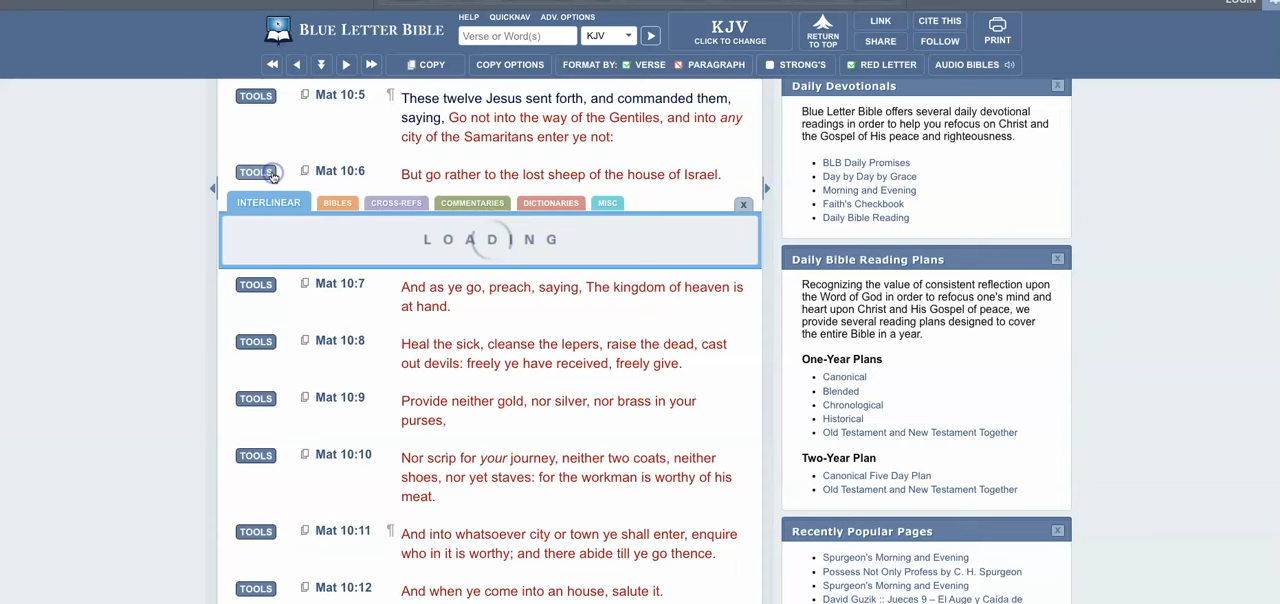 LOGIN
HELP QUICKNAV ADV. OPTIONS
BLUE LETTER BIBLE
Verse or Word(s)
KJV
KJV
CLICK TO CHANGE
RETURN
TO TOP
LINK
CITE THIS
SHARE
FOLLOW
PRINT
COPY
COPY OPTIONS
FORMAT BY: VERSE PARAGRAPH
STRONG'S
RED LETTER
AUDIO BIBLES
TOOLS Mat 10:5 ¶ These twelve Jesus sent forth, and commanded them,
saying, Go not into the way of the Gentiles, and into any
city of the Samaritans enter ye not:
TOOLS Mat 10:6 But go rather to the lost sheep of the house of Israel.
INTERLINEAR BIBLES CROSS-REFS COMMENTARIES DICTIONARIES MISC x
LOADING
TOOLS Mat 10:7 And as ye go, preach, saying, The kingdom of heaven is
at hand.
TOOLS Mat 10:8 Heal the sick, cleanse the lepers, raise the dead, cast
out devils: freely ye have received, freely give.
TOOLS Mat 10:9 Provide neither gold, nor silver, nor brass in your
purses,
TOOLS Mat 10:10 Nor scrip for your journey, neither two coats, neither
shoes, nor yet staves: for the workman is worthy of his
meat.
TOOLS Mat 10:11 ¶ And into whatsoever city or town ye shall enter, enquire
who in it is worthy; and there abide till ye go thence.
TOOLS Mat 10:12 And when ye come into an house, salute it.
Daily Devotionals x
Blue Letter Bible offers several daily devotional
readings in order to help you refocus on Christ and
the Gospel of His peace and righteousness.
• BLB Daily Promises
• Day by Day by Grace
• Morning and Evening
• Faith's Checkbook
• Daily Bible Reading
Daily Bible Reading Plans x
Recognizing the value of consistent reflection upon
the Word of God in order to refocus one's mind and
heart upon Christ and His Gospel of peace, we
provide several reading plans designed to cover
the entire Bible in a year.
One-Year Plans
• Canonical
• Blended
• Chronological
• Historical
• Old Testament and New Testament Together
Two-Year Plan
• Canonical Five Day Plan
• Old Testament and New Testament Together
Recently Popular Pages x
• Spurgeon's Morning and Evening
• Possess Not Only Profess by C. H. Spurgeon
• Spurgeon's Morning and Evening
• David Guzik :: Jueces 9 – El Auge y Caída de